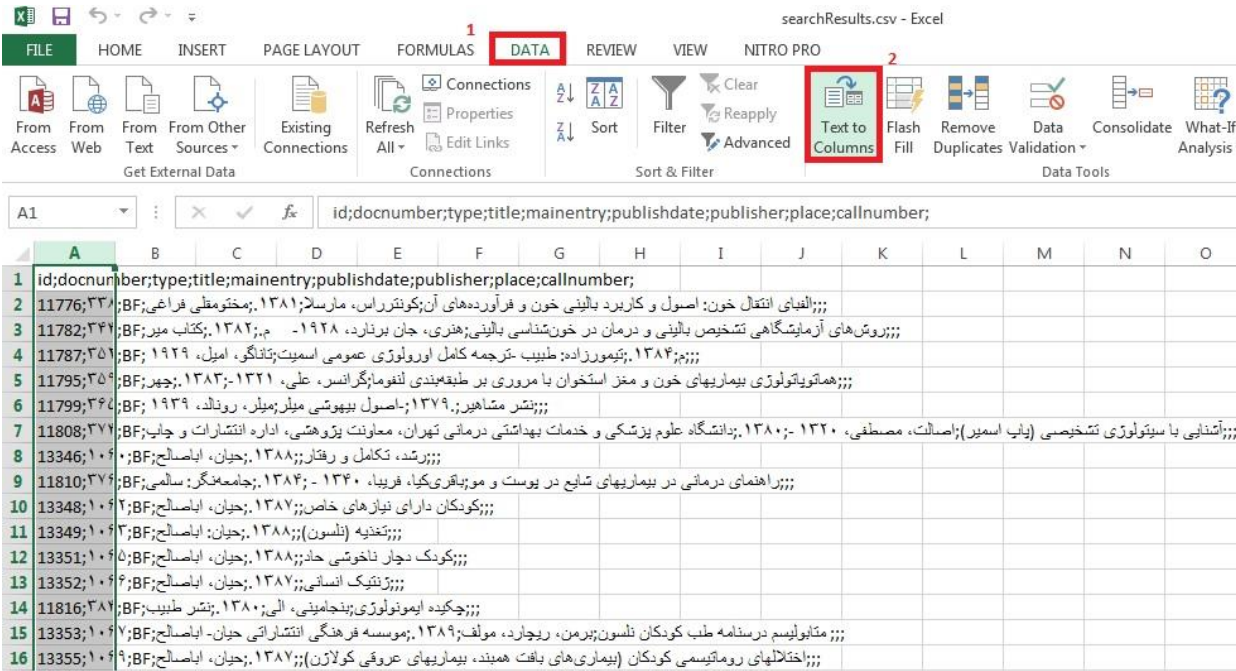 searchResults.csv - Excel
1
FILE HOME INSERT PAGE LAYOUT FORMULAS DATA REVIEW VIEW NITRO PRO
2
From Access From Web From Text From Other Sources Existing Connections Refresh All Connections Properties Edit Links Sort Filter Clear Reapply Advanced Text to Columns Flash Fill Remove Duplicates Data Validation Consolidate What-If Analysis
Get External Data Connections Sort & Filter Data Tools
A1 fx id;docnumber;type;title;mainentry;publishdate;publisher;place;callnumber;
A B C D E F G H I J K L M N O
1 id;docnumber;type;title;mainentry;publishdate;publisher;place;callnumber;
2 11776;۳۳۸;BF;الفبای انتقال خون: اصول و کاربرد بالینی خون و فرآورده‌های آن;کونترراس، مارسلا;۱۳۸۱.;مختومقلی فراغی;;;
3 11782;۳۴۴;BF;روش‌های آزمایشگاهی تشخیص بالینی و درمان در خون‌شناسی بالینی;هنری، جان برنارد، ۱۹۲۸- م.;۱۳۸۲.;کتاب میر;;;
4 11787;۳۵۱;BF; ترجمه کامل اورولوژی عمومی اسمیت;تاناگو، امیل، ۱۹۲۹- م;۱۳۸۴.;تیمورزاده: طبیب;;;
5 11795;۳۵۹;BF;هماتوپاتولوژی بیماریهای خون و مغز استخوان با مروری بر طبقه‌بندی لنفوما;گرانسر، علی، ۱۳۲۱-;۱۳۸۳.;چهر;;;
6 11799;BF; اصول بیهوشی میلر;میلر، رونالد، ۱۹۳۹-;۱۳۷۹.;نشر مشاهیر;;;
7 11808;۳۷۴;BF;آشنایی با سیتولوژی تشخیصی (پاپ اسمیر);اصالت، مصطفی، ۱۳۲۰ -;۱۳۸۰.;دانشگاه علوم پزشکی و خدمات بهداشتی درمانی تهران، معاونت پژوهشی، اداره انتشارات و چاپ;;;
8 13346;۱۰۶۰;BF;رشد، تکامل و رفتار;;۱۳۸۸.;حیان، اباصالح;;;
9 11810;۳۷۶;BF;راهنمای درمانی در بیماریهای شایع در پوست و مو;باقری‌کیا، فریبا، ۱۳۴۰ - ;۱۳۸۴.;جامعه‌نگر: سالمی;;;
10 13348;۱۰۶۲;BF;کودکان دارای نیازهای خاص;;۱۳۸۷.;حیان، اباصالح;;;
11 13349;۱۰۶۳;BF;تغذیه (نلسون);;۱۳۸۸.;حیان: اباصالح;;;
12 13351;۱۰۶۵;BF;کودک دچار ناخوشی حاد;;۱۳۸۸.;حیان، اباصالح;;;
13 13352;۱۰۶۶;BF;ژنتیک انسانی;;۱۳۸۷.;حیان، اباصالح;;;
14 11816;۳۸۲;BF;چکیده ایمونولوژی;بنجامینی، الی;۱۳۸۰.;نشر طبیب;;;
15 13353;۱۰۶۷;BF;متابولیسم درسنامه طب کودکان نلسون;برمن، ریچارد، مولف;۱۳۸۹.;موسسه فرهنگی انتشاراتی حیان- اباصالح;;;
16 13355;۱۰۶۹;BF;اختلالهای روماتیسمی کودکان (بیماری‌های بافت همبند، بیماریهای عروقی کولاژن);;۱۳۸۷.;حیان، اباصالح;;;